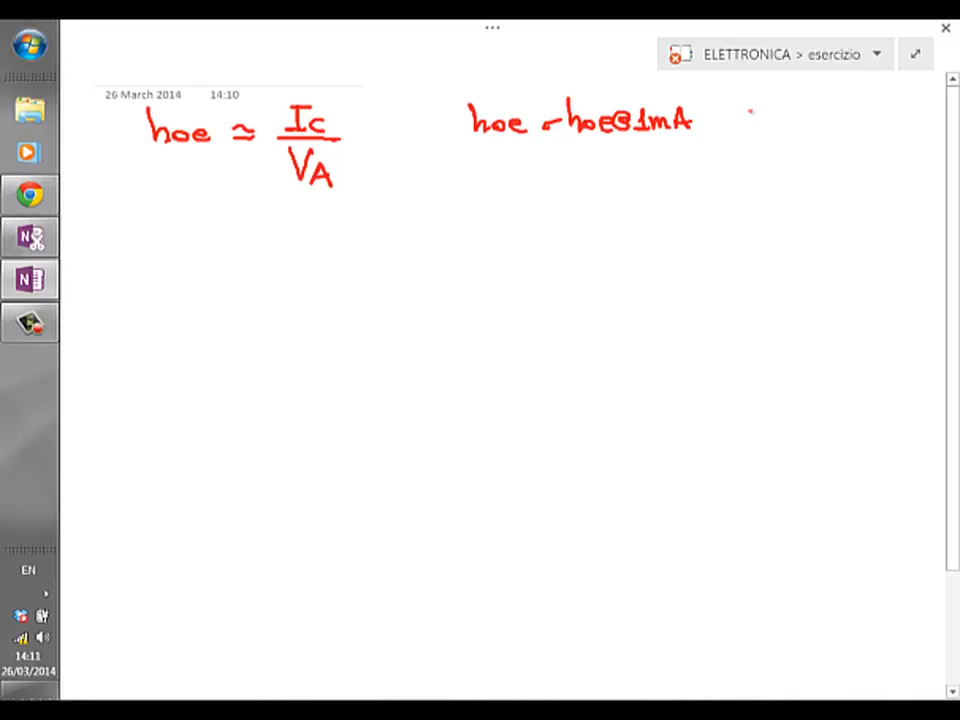 ELETTRONICA > esercizio
26 March 2014 14:10
hoe ≈ Ic
VA
hoe - hoe@1mA
EN
14:11
26/03/2014